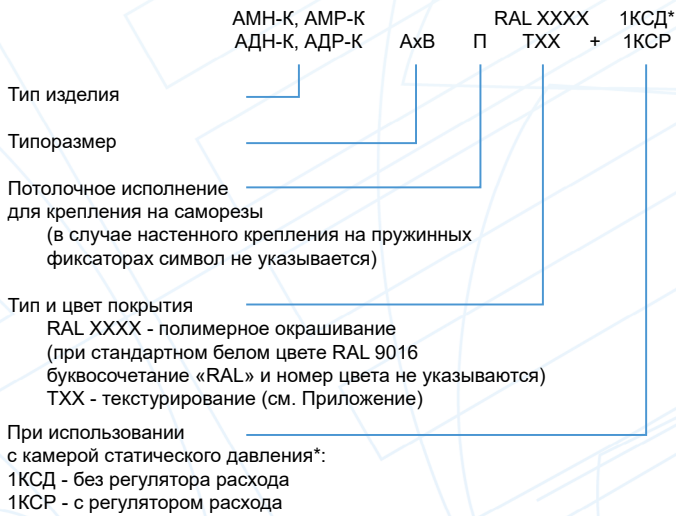 АМН-К, АМР-К RAL XXXX 1КСД*
АДН-К, АДР-К АхВ П ТХХ + 1КСР
Тип изделия
Типоразмер
Потолочное исполнение
для крепления на саморезы
(в случае настенного крепления на пружинных
фиксаторах символ не указывается)
Тип и цвет покрытия
RAL XXXX - полимерное окрашивание
(при стандартном белом цвете RAL 9016
буквосочетание «RAL» и номер цвета не указываются)
ТХХ - текстурирование (см. Приложение)
При использовании
с камерой статического давления*:
1КСД - без регулятора расхода
1КСР - с регулятором расхода